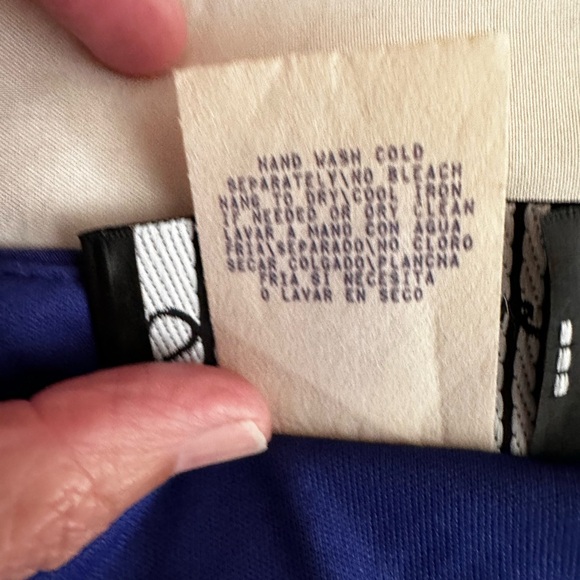 HAND WASH COLD
SEPARATELY\NO BLEACH
HANG TO DRY\COOL IRON
IF NEEDED OR DRY CLEAN
LAVAR A MANO CON AGUA
FRIA\SEPARADO\NO CLORO
SECAR COLGADO\PLANCHA
FRIA SI NECESITA
O LAVAR EN SECO